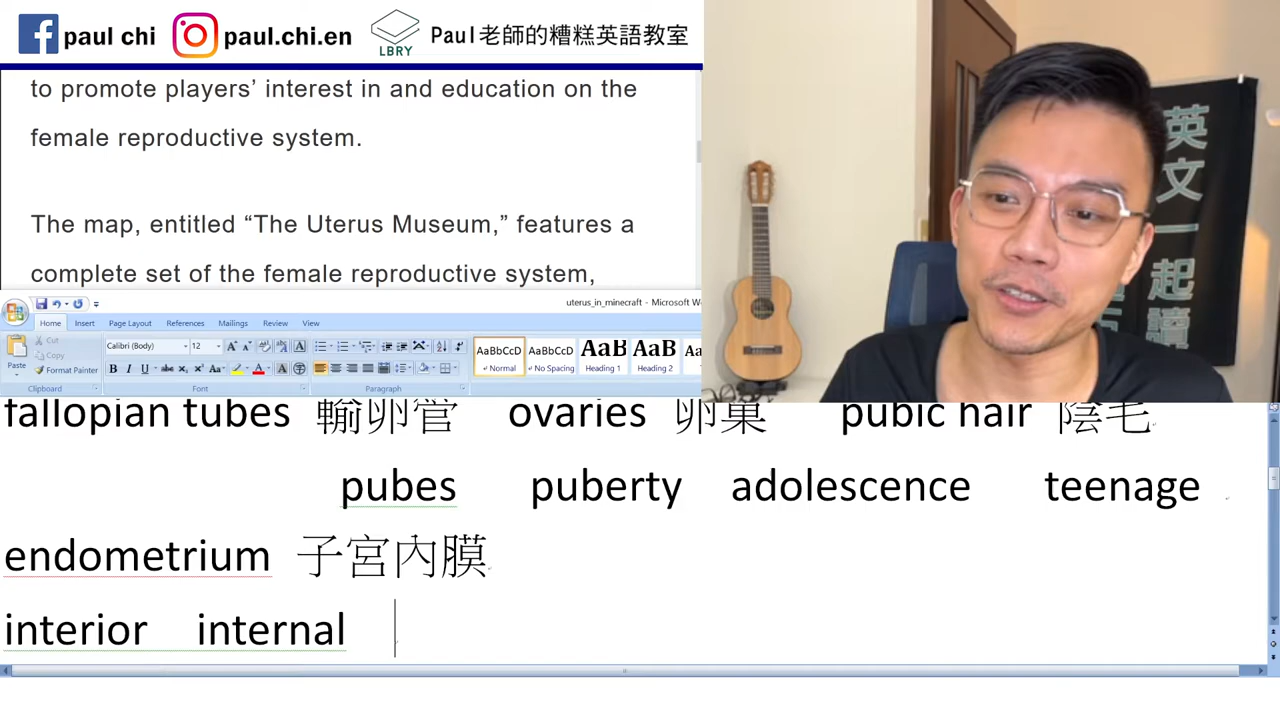 paul chi paul.chi.en LBRY Paul老師的糟糕英語教室
to promote players’ interest in and education on the
female reproductive system.
The map, entitled “The Uterus Museum,” features a
complete set of the female reproductive system,
uterus_in_minecraft - Microsoft Wo
Home Insert Page Layout References Mailings Review View
Paste Cut Copy Format Painter
Calibri (Body) 12
AaBbCcD AaBbCcD AaB AaB AaB
Normal No Spacing Heading 1 Heading 2
Clipboard Font Paragraph
fallopian tubes 輸卵管 ovaries 卵巢 pubic hair 陰毛
pubes puberty adolescence teenage
endometrium 子宮內膜
interior internal
英文一起讀